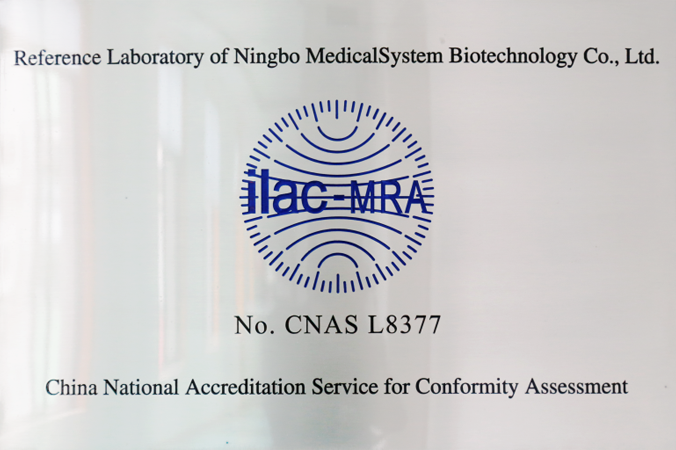 Reference Laboratory of Ningbo MedicalSystem Biotechnology Co., Ltd.
ilac-MRA
No. CNAS L8377
China National Accreditation Service for Conformity Assessment